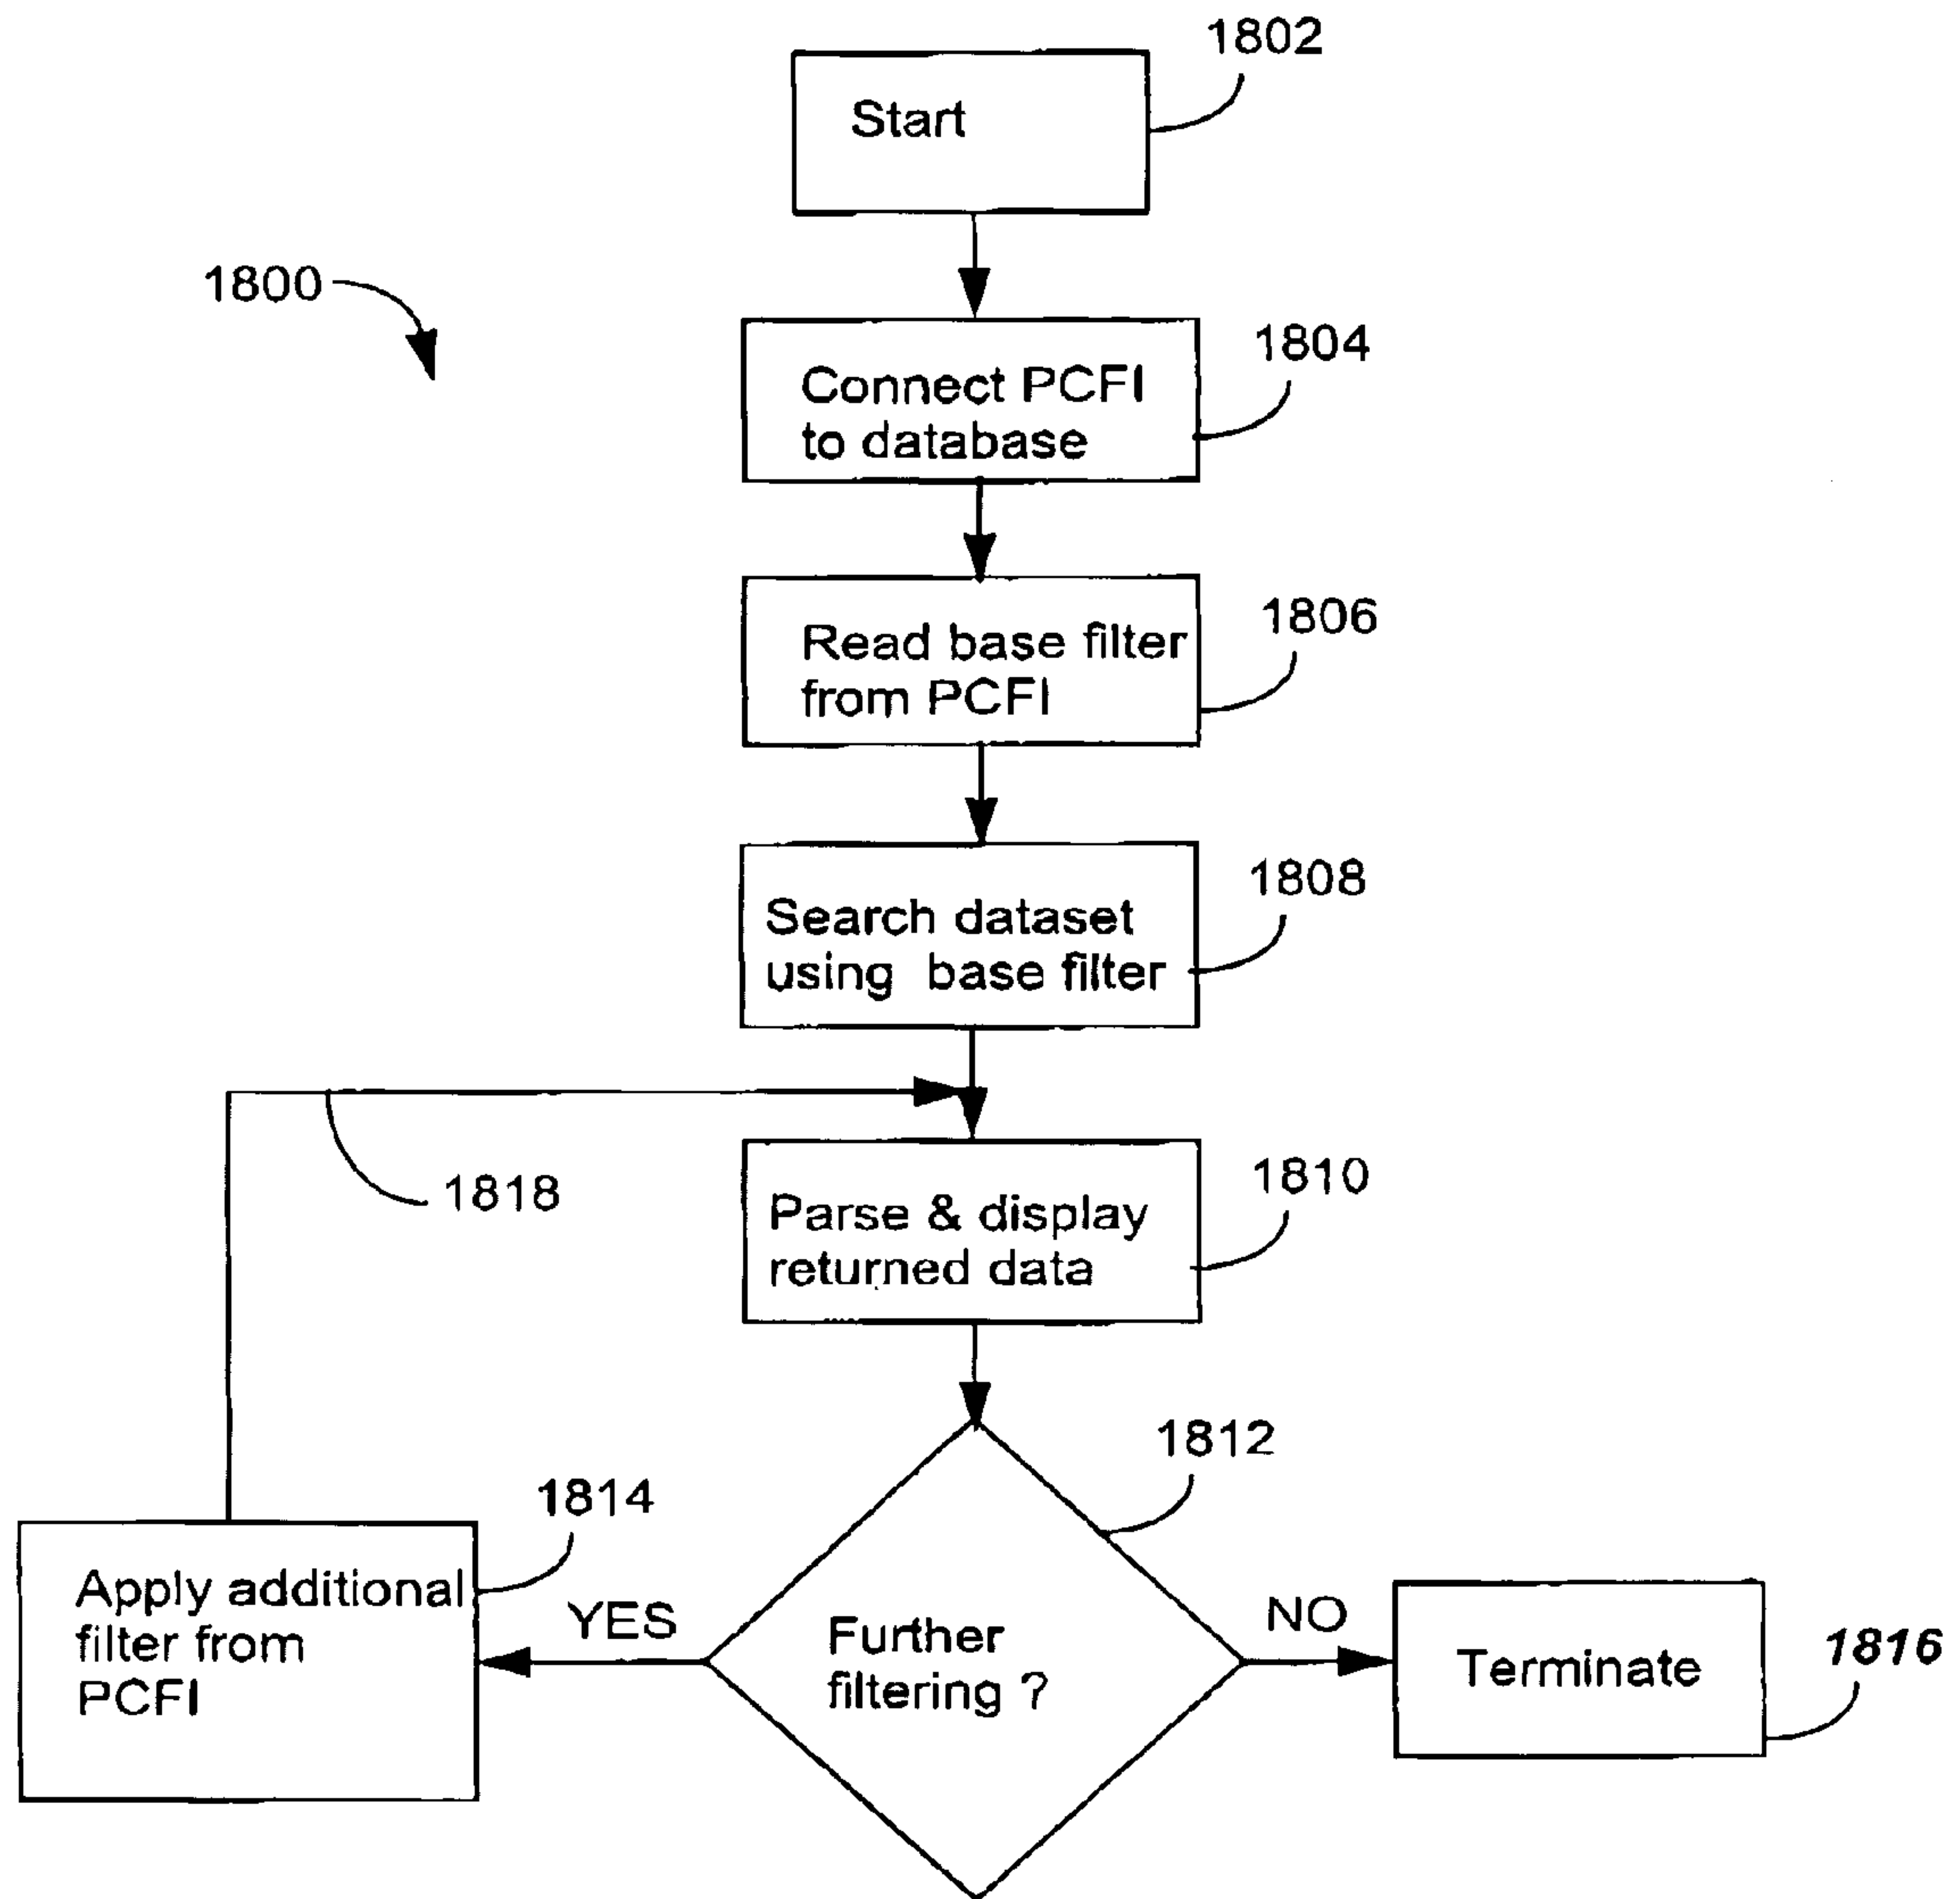 1802
Start
1800
1804
Connect PCFI
to database
1806
Read base filter
from PCFI
1808
Search dataset
using base filter
1818
1810
Parse & display
returned data
1812
1814
Apply additional
filter from
PCFI
YES
Further
filtering ?
NO
Terminate
1816